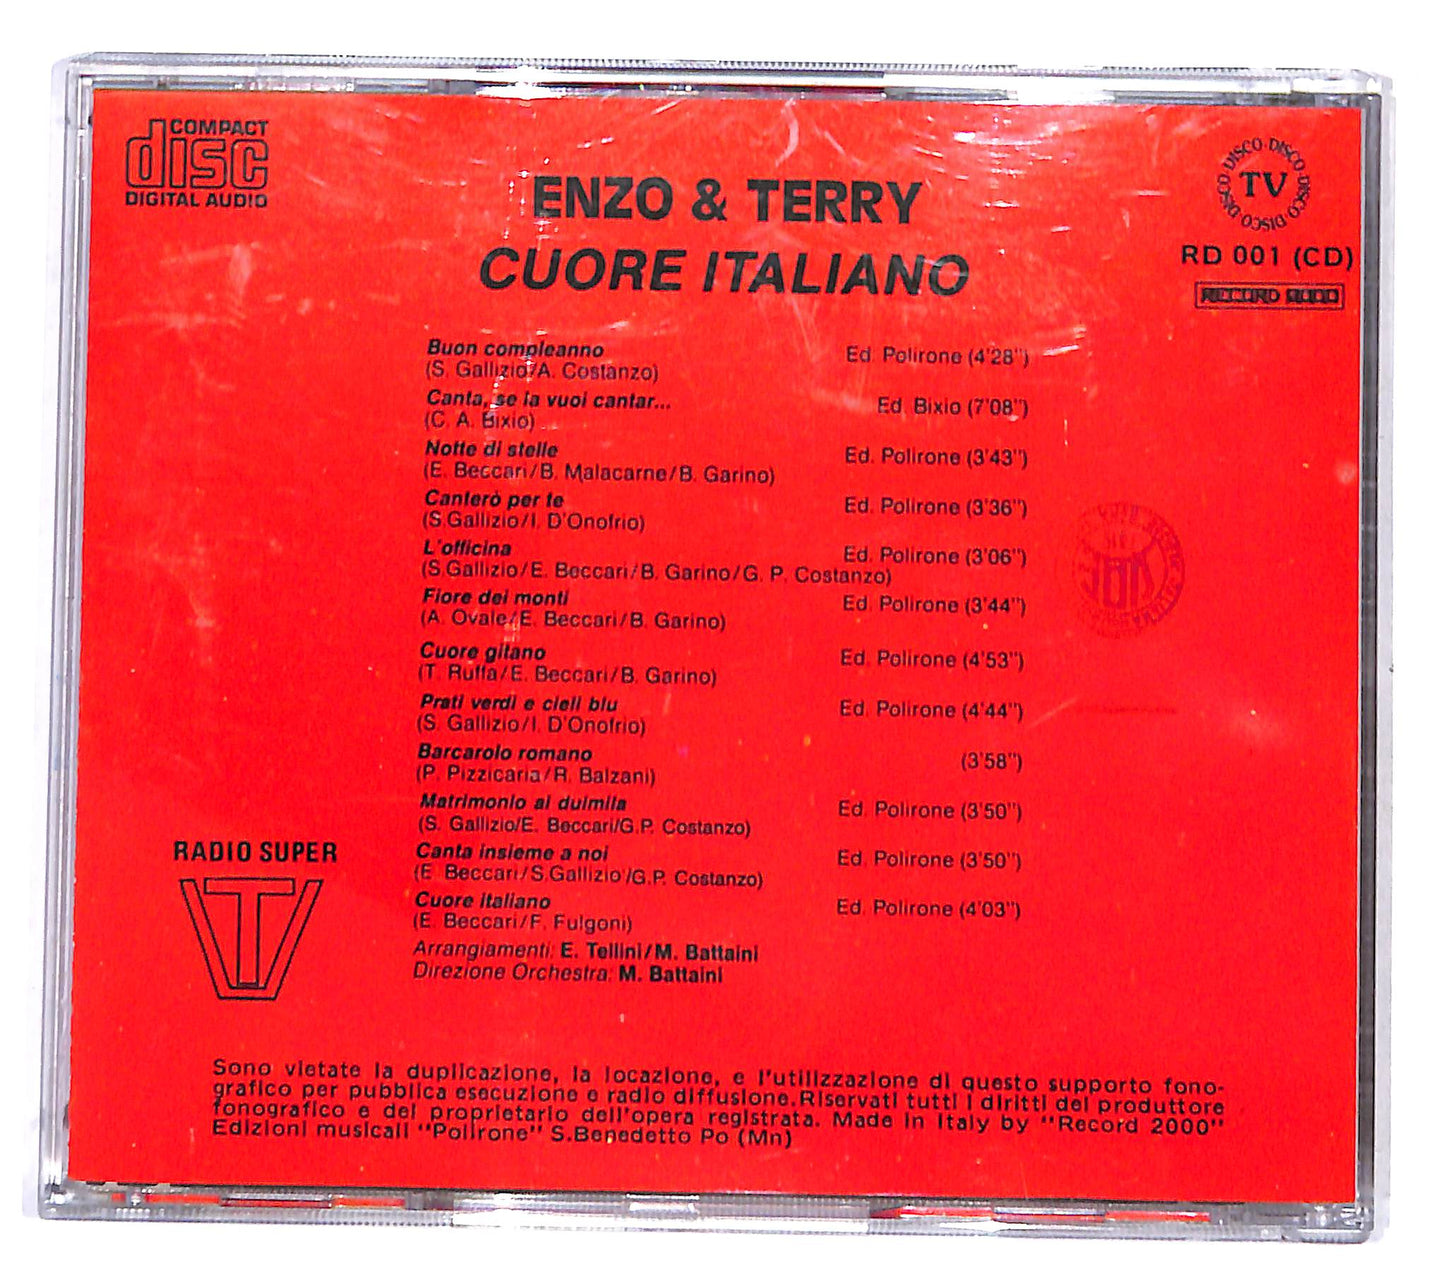 COMPACT
disc
DIGITAL AUDIO
DISCO · DISCO · DISCO · DISCO · DISCO
TV
RD 001 (CD)
ENZO & TERRY
CUORE ITALIANO
Buon compleanno Ed. Polirone (4'28")
(S. Gallizio/A. Costanzo)
Canta, se la vuoi cantar... Ed. Bixio (7'08")
(C. A. Bixio)
Notte di stelle Ed. Polirone (3'43")
(E. Beccari/B. Malacarne/B. Garino)
Canterò per te Ed. Polirone (3'36")
(S.Gallizio/I. D'Onofrio)
L'officina Ed. Polirone (3'06")
(S.Gallizio/E. Beccari/B. Garino/G. P. Costanzo)
Fiore dei monti Ed. Polirone (3'44")
(A. Ovale/E. Beccari/B. Garino)
Cuore gitano Ed. Polirone (4'53")
(T. Ruffa/E. Beccari/B. Garino)
Prati verdi e cieli blu Ed. Polirone (4'44")
(S. Gallizio/I. D'Onofrio)
Barcarolo romano (3'58")
(P. Pizzicaria/R. Balzani)
Matrimonio al duimila Ed. Polirone (3'50")
(S. Gallizio/E. Beccari/G.P. Costanzo)
Canta insieme a noi Ed. Polirone (3'50")
(E. Beccari/S.Gallizio/G.P. Costanzo)
Cuore italiano Ed. Polirone (4'03")
(E. Beccari/F. Fulgoni)
Arrangiamenti: E. Tellini/M. Battaini
Direzione Orchestra: M. Battaini
RADIO SUPER
TV
Sono vietate la duplicazione, la locazione, e l'utilizzazione di questo supporto fono-
grafico per pubblica esecuzione e radio diffusione.Riservati tutti i diritti del produttore
fonografico e del proprietario dell'opera registrata. Made in Italy by "Record 2000"
Edizioni musicali "Polirone" S.Benedetto Po (Mn)